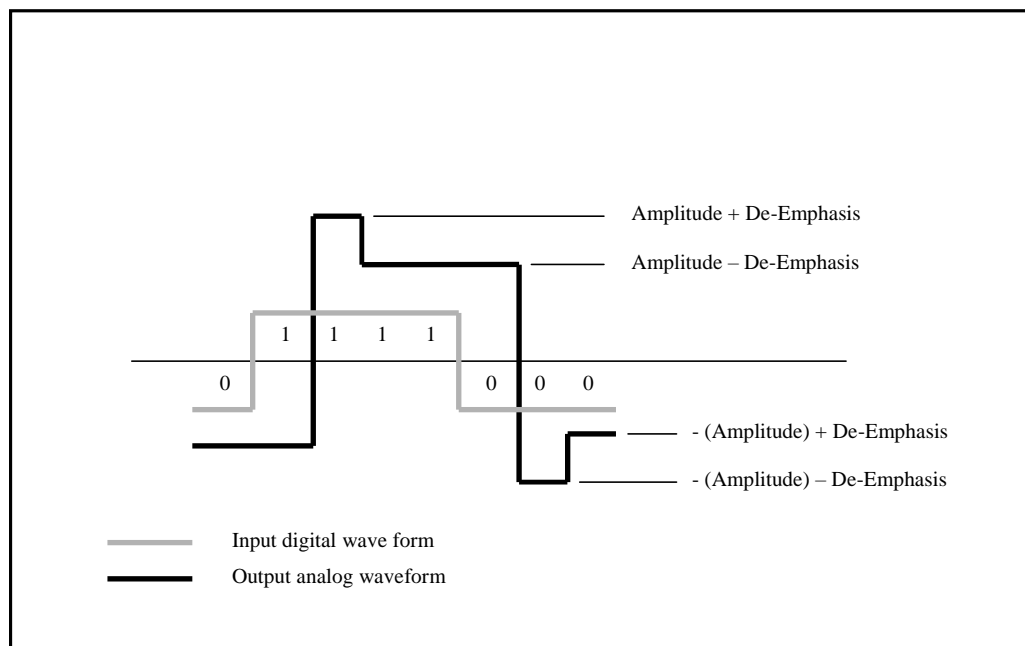 Amplitude + De-Emphasis
Amplitude – De-Emphasis
1 1 1 1
0 0 0 0
- (Amplitude) + De-Emphasis
- (Amplitude) – De-Emphasis
Input digital wave form
Output analog waveform